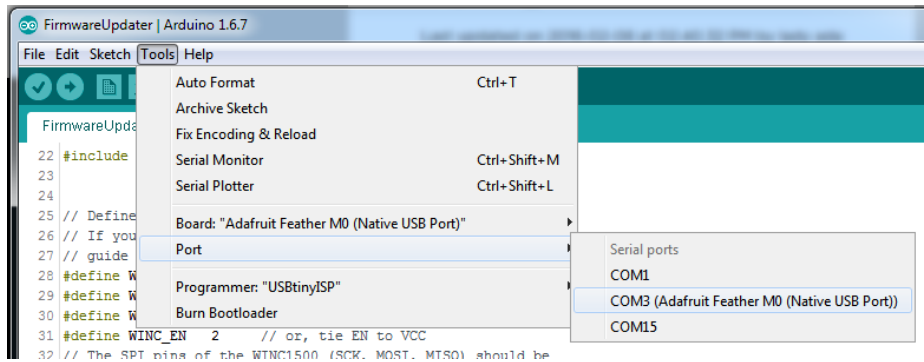 FirmwareUpdater | Arduino 1.6.7
File Edit Sketch Tools Help
Auto Format Ctrl+T
Archive Sketch
FirmwareUpda
Fix Encoding & Reload
22 #include
Serial Monitor Ctrl+Shift+M
23
Serial Plotter Ctrl+Shift+L
24
25 // Define
Board: "Adafruit Feather M0 (Native USB Port)"
26 // If you
Port
Serial ports
27 // guide
COM1
28 #define W
Programmer: "USBtinyISP"
29 #define W
COM3 (Adafruit Feather M0 (Native USB Port))
30 #define W
Burn Bootloader
COM15
31 #define WINC_EN 2 // or, tie EN to VCC
32 // The SPI pins of the WINC1500 (SCK, MOSI, MISO) should be